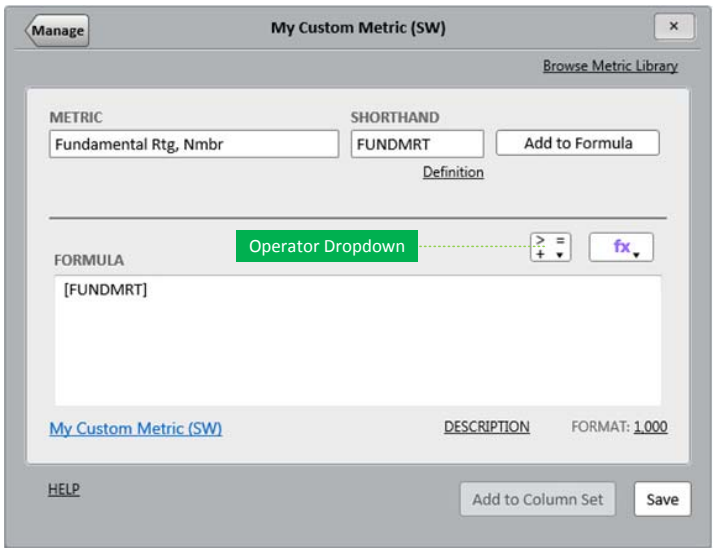 Manage
My Custom Metric (SW)
×
Browse Metric Library
METRIC
SHORTHAND
Fundamental Rtg, Nmbr
FUNDMRT
Add to Formula
Definition
Operator Dropdown
> =
+ ▾
fx▾
FORMULA
[FUNDMRT]
My Custom Metric (SW)
DESCRIPTION
FORMAT: 1,000
HELP
Add to Column Set
Save